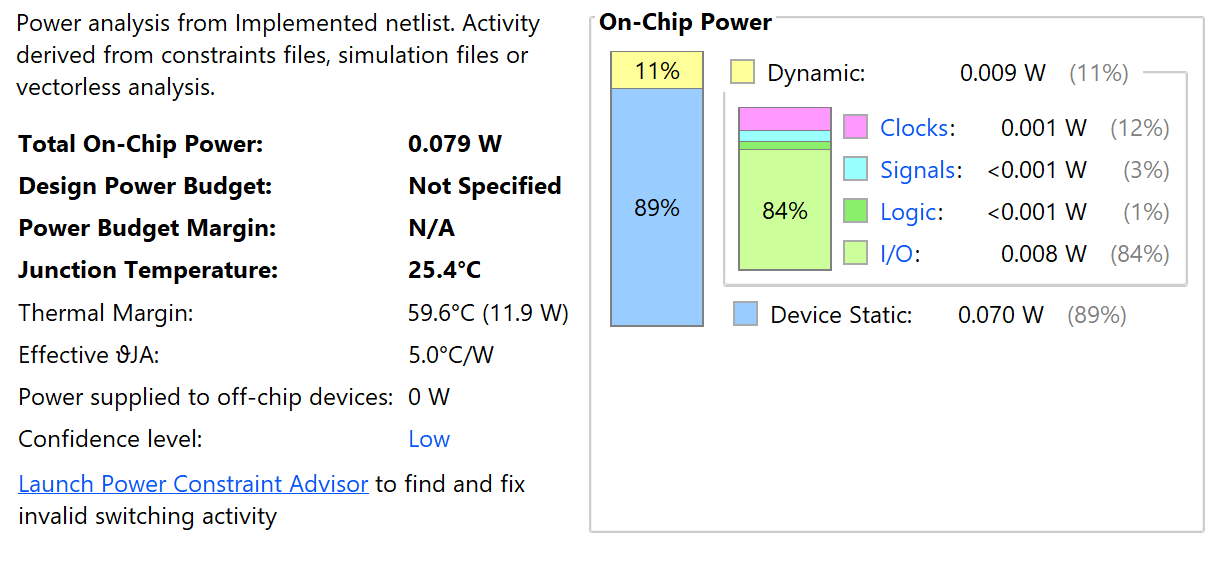 Power analysis from Implemented netlist. Activity
derived from constraints files, simulation files or
vectorless analysis.
Total On-Chip Power: 0.079 W
Design Power Budget: Not Specified
Power Budget Margin: N/A
Junction Temperature: 25.4°C
Thermal Margin: 59.6°C (11.9 W)
Effective ϑJA: 5.0°C/W
Power supplied to off-chip devices: 0 W
Confidence level: Low
Launch Power Constraint Advisor to find and fix
invalid switching activity
On-Chip Power
11%
89%
Dynamic: 0.009 W (11%)
84%
Clocks: 0.001 W (12%)
Signals: <0.001 W (3%)
Logic: <0.001 W (1%)
I/O: 0.008 W (84%)
Device Static: 0.070 W (89%)